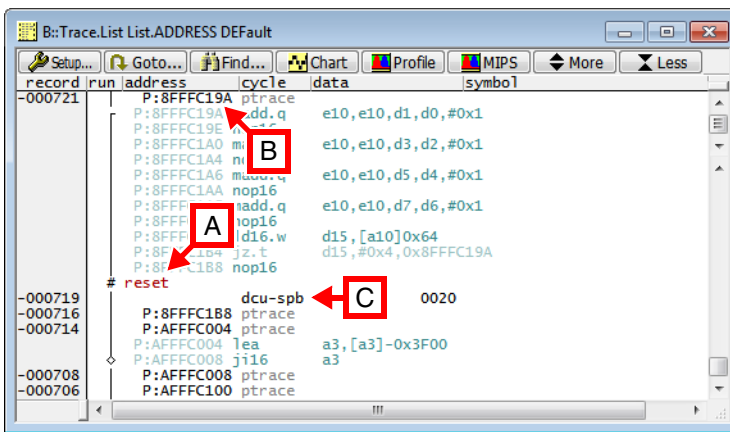 B::Trace.List List.ADDRESS DEFault
Setup... Goto... Find... Chart Profile MIPS More Less
record run address cycle data symbol
-000721 P:8FFFC19A ptrace
P:8FFFC19A add.q e10,e10,d1,d0,#0x1
P:8FFFC19E
B
P:8FFFC1A0 e10,e10,d3,d2,#0x1
P:8FFFC1A4
P:8FFFC1A6 madd.q e10,e10,d5,d4,#0x1
P:8FFFC1AA nop16
madd.q e10,e10,d7,d6,#0x1
A
nop16
ld16.w d15,[a10]0x64
jz.t d15,#0x4,0x8FFFC19A
nop16
# reset
-000719 dcu-spb C 0020
-000716 P:8FFFC1B8 ptrace
-000714 P:AFFFC004 ptrace
P:AFFFC004 lea a3,[a3]-0x3F00
P:AFFFC008 ji16 a3
-000708 P:AFFFC008 ptrace
-000706 P:AFFFC100 ptrace